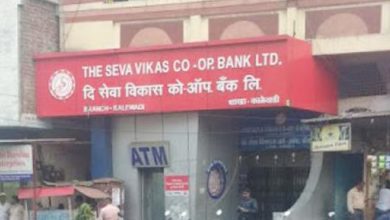 THE SEVA VIKAS CO-OP. BANK LTD.
दि सेवा विकास को-ऑप. बँक लि.
BRANCH-KALEWADI
शाखा-काळेवाडी
ATM